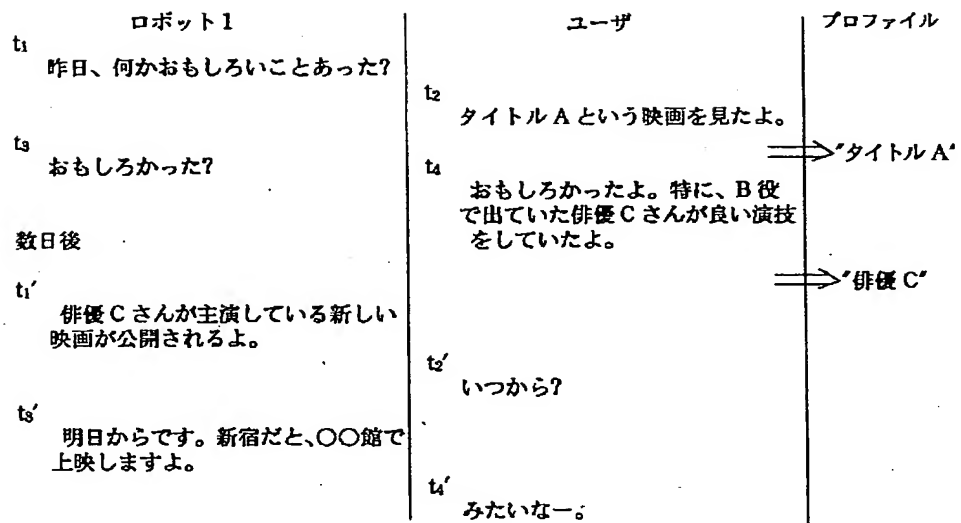 ロボット1 ユーザ プロファイル
t₁
昨日、何かおもしろいことあった?
t₂
タイトルAという映画を見たよ。
"タイトルA"
t₃
おもしろかった?
t₄
おもしろかったよ。特に、B役
で出ていた俳優Cさんが良い演技
をしていたよ。
数日後
"俳優C"
t₁′
俳優Cさんが主演している新しい
映画が公開されるよ。
t₂′
いつから?
t₃′
明日からです。新宿だと、〇〇館で
上映しますよ。
t₄′
みたいなー。